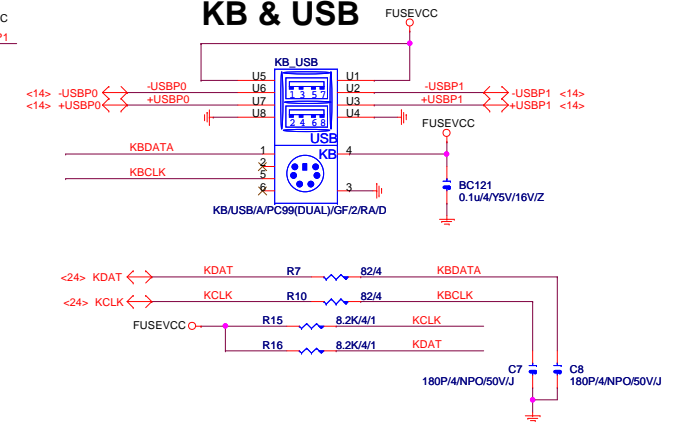 C
P1
KB & USB
FUSEVCC
KB_USB
U5 U1
<14> -USBP0 -USBP0 U6 U2 -USBP1 -USBP1 <14>
<14> +USBP0 +USBP0 U7 U3 +USBP1 +USBP1 <14>
U8 U4
1 3 5 7
2 4 6 8
USB
FUSEVCC
KBDATA 1 KB 4
2
KBCLK 5
6 3
BC121
0.1u/4/Y5V/16V/Z
KB/USB/A/PC99(DUAL)/GF/2/RA/D
<24> KDAT KDAT R7 82/4 KBDATA
<24> KCLK KCLK R10 82/4 KBCLK
FUSEVCC R15 8.2K/4/1 KCLK
R16 8.2K/4/1 KDAT
C7 C8
180P/4/NPO/50V/J 180P/4/NPO/50V/J